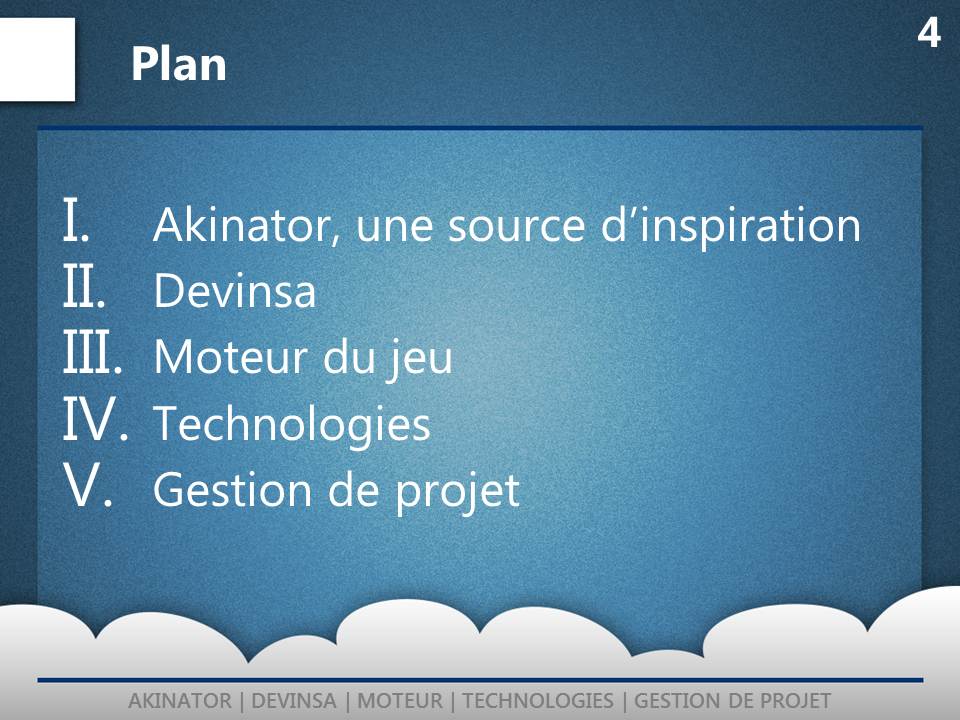 4
Plan
I. Akinator, une source d’inspiration
II. Devinsa
III. Moteur du jeu
IV. Technologies
V. Gestion de projet
AKINATOR | DEVINSA | MOTEUR | TECHNOLOGIES | GESTION DE PROJET